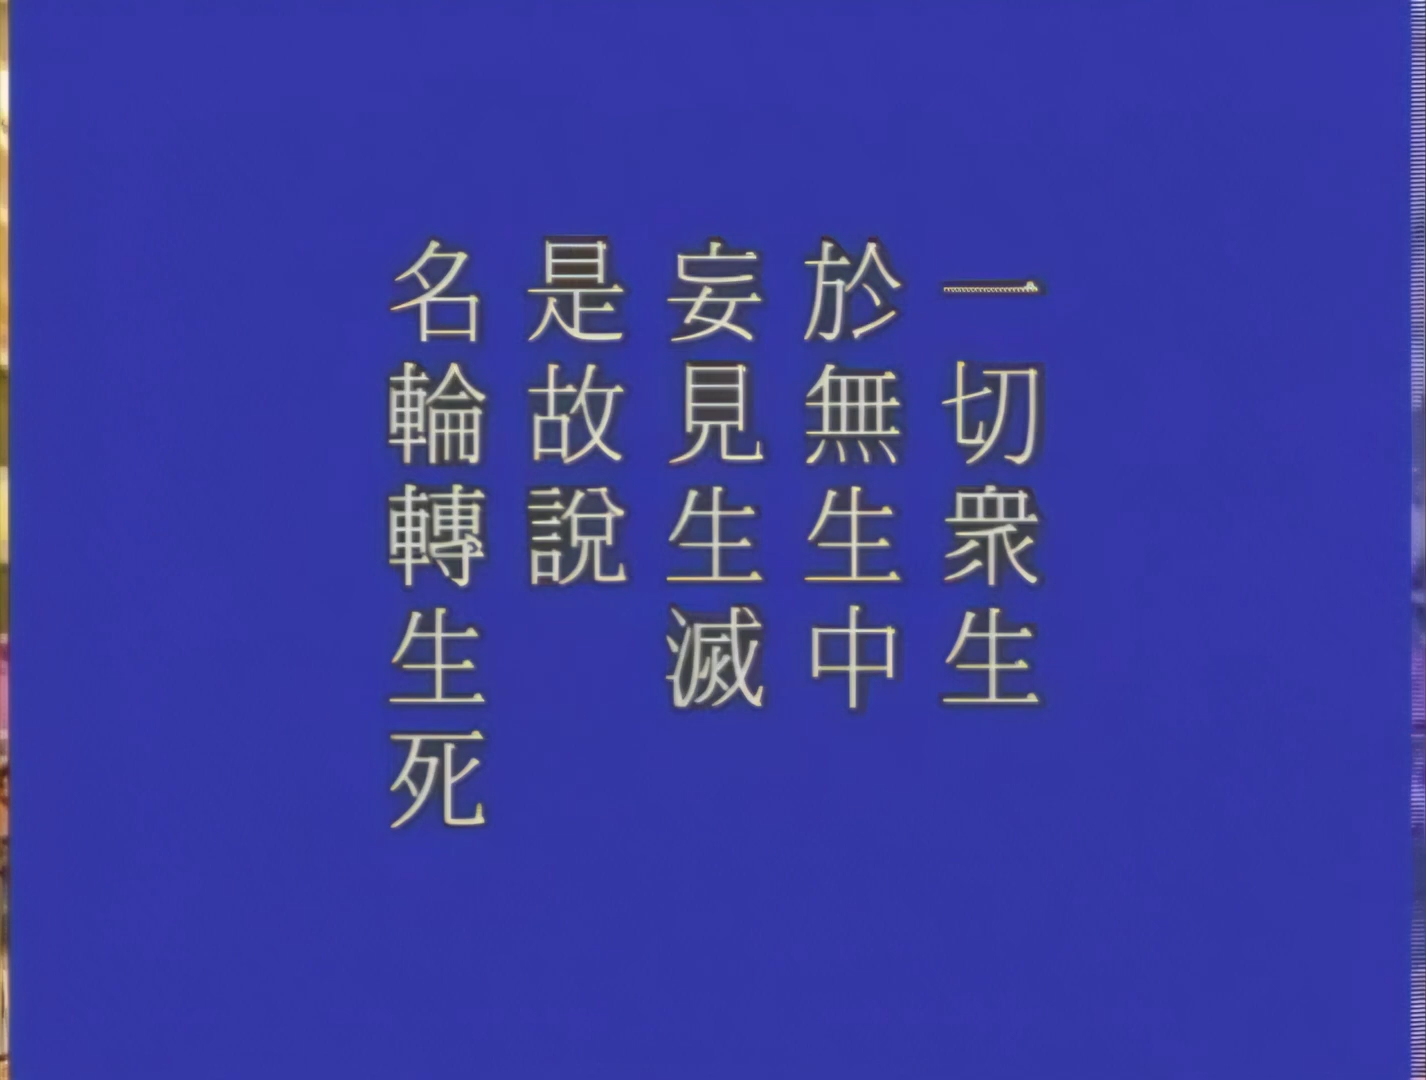 一切衆生
於無生中
妄見生滅
是故說
名輪轉生死